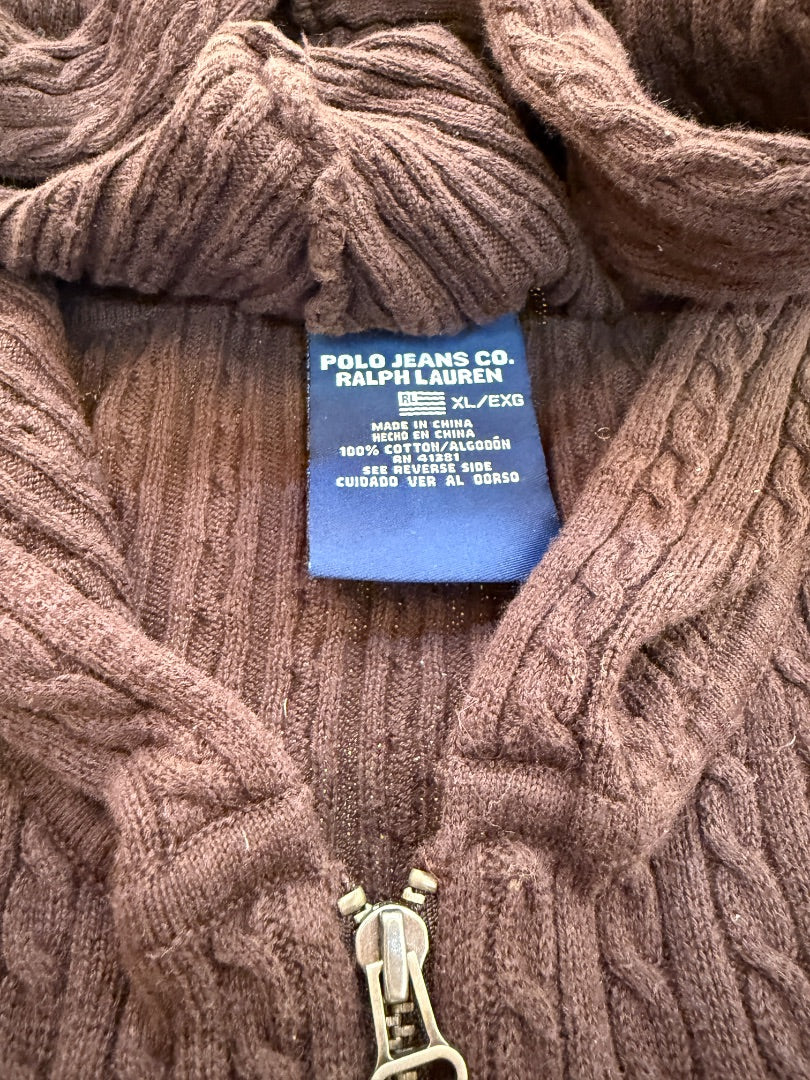 POLO JEANS CO.
RALPH LAUREN
RL XL/EXG
MADE IN CHINA
HECHO EN CHINA
100% COTTON/ALGODÓN
RN 41381
SEE REVERSE SIDE
CUIDADO VER AL DORSO